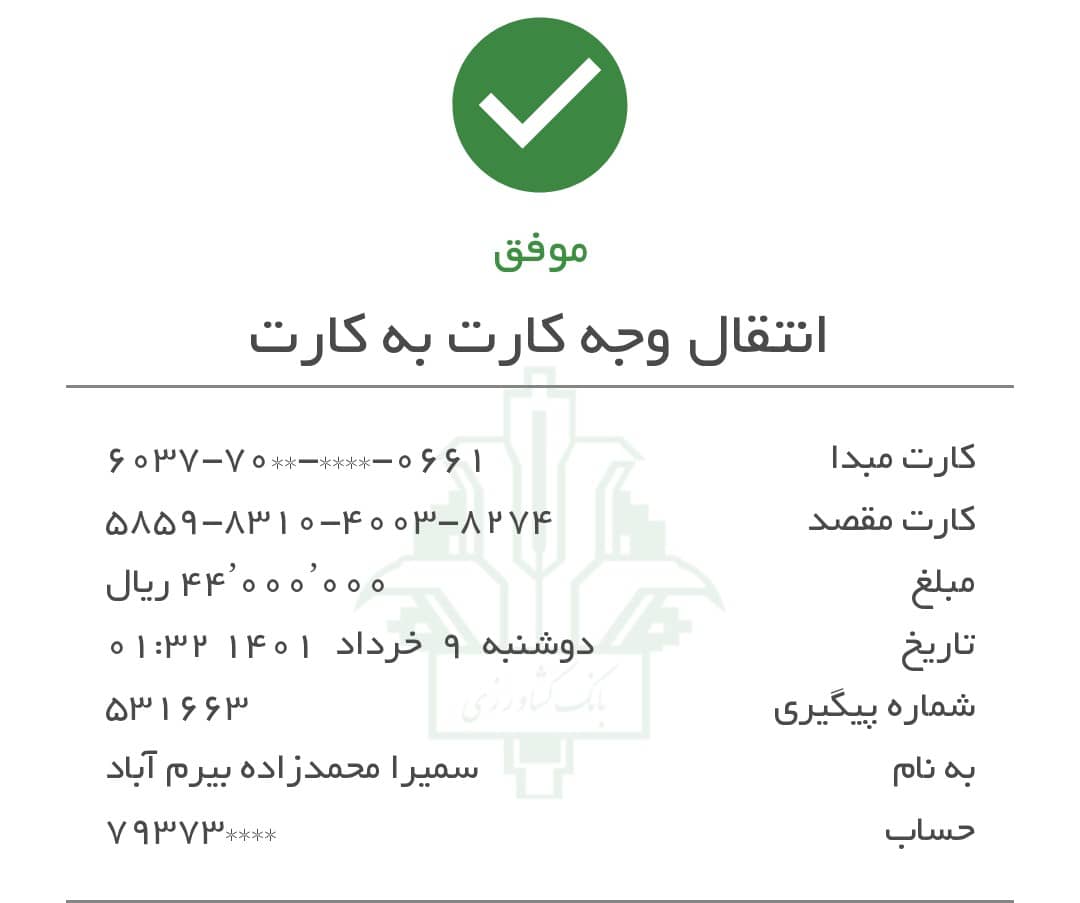 موفق
انتقال وجه کارت به کارت
کارت مبدا ۶۰۳۷-۷۰**-****-۰۶۶۱
کارت مقصد ۵۸۵۹-۸۳۱۰-۴۰۰۳-۸۲۷۴
مبلغ ۴۴٬۰۰۰٬۰۰۰ ریال
تاریخ دوشنبه ۹ خرداد ۱۴۰۱ ۰۱:۳۲
شماره پیگیری ۵۳۱۶۶۳
به نام سمیرا محمدزاده بیرم آباد
حساب ۷۹۳۷۳****
بانک کشاورزی